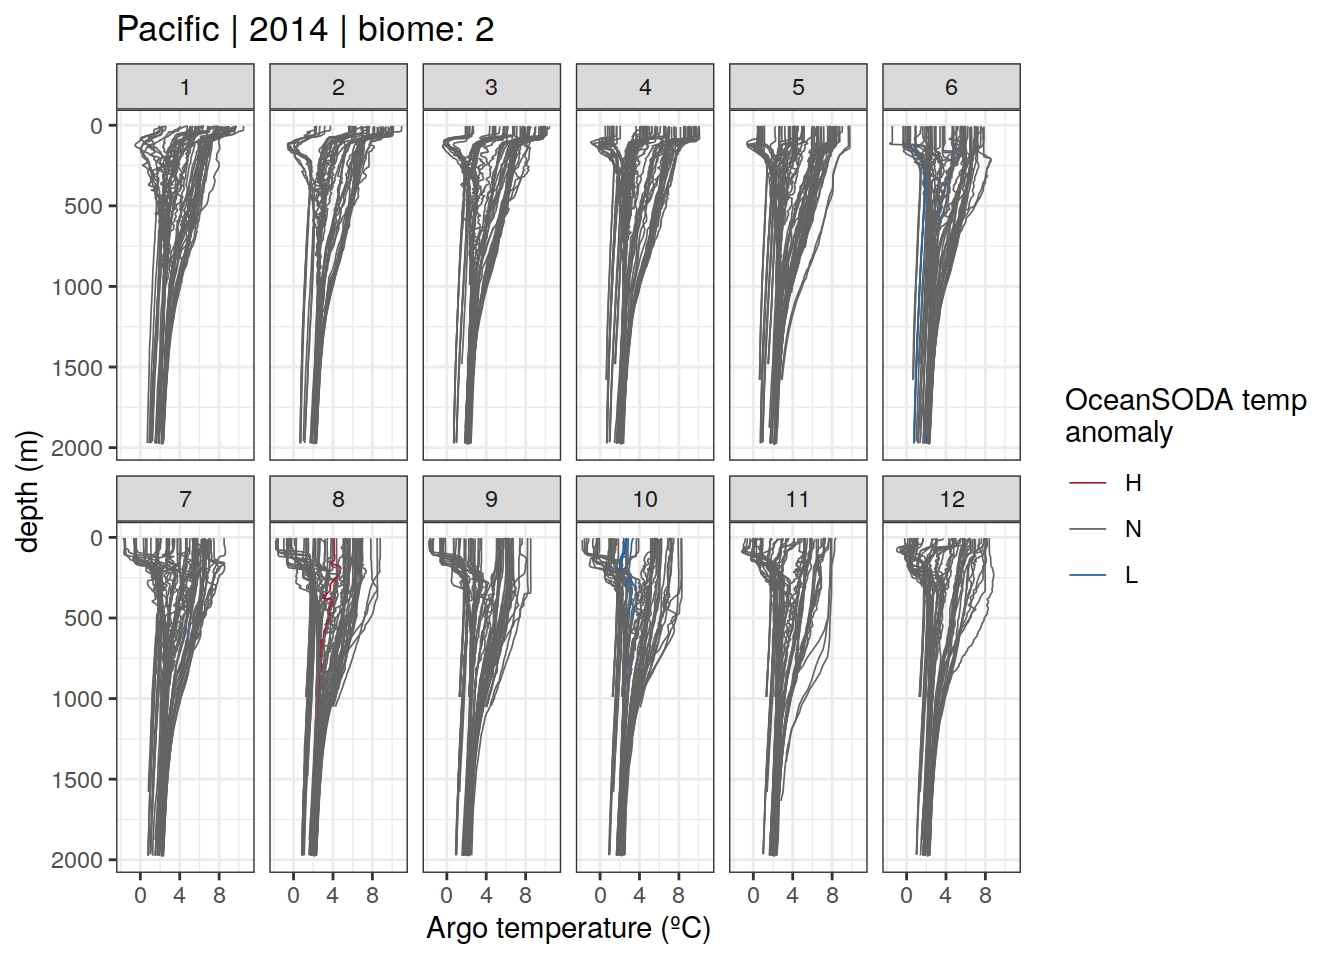 Pacific | 2014 | biome: 2
1 2 3 4 5 6
0
500
1000
1500
2000
7 8 9 10 11 12
0
500
1000
1500
2000
0 4 8 0 4 8 0 4 8 0 4 8 0 4 8 0 4 8
Argo temperature (ºC)
depth (m)
OceanSODA temp
anomaly
H
N
L